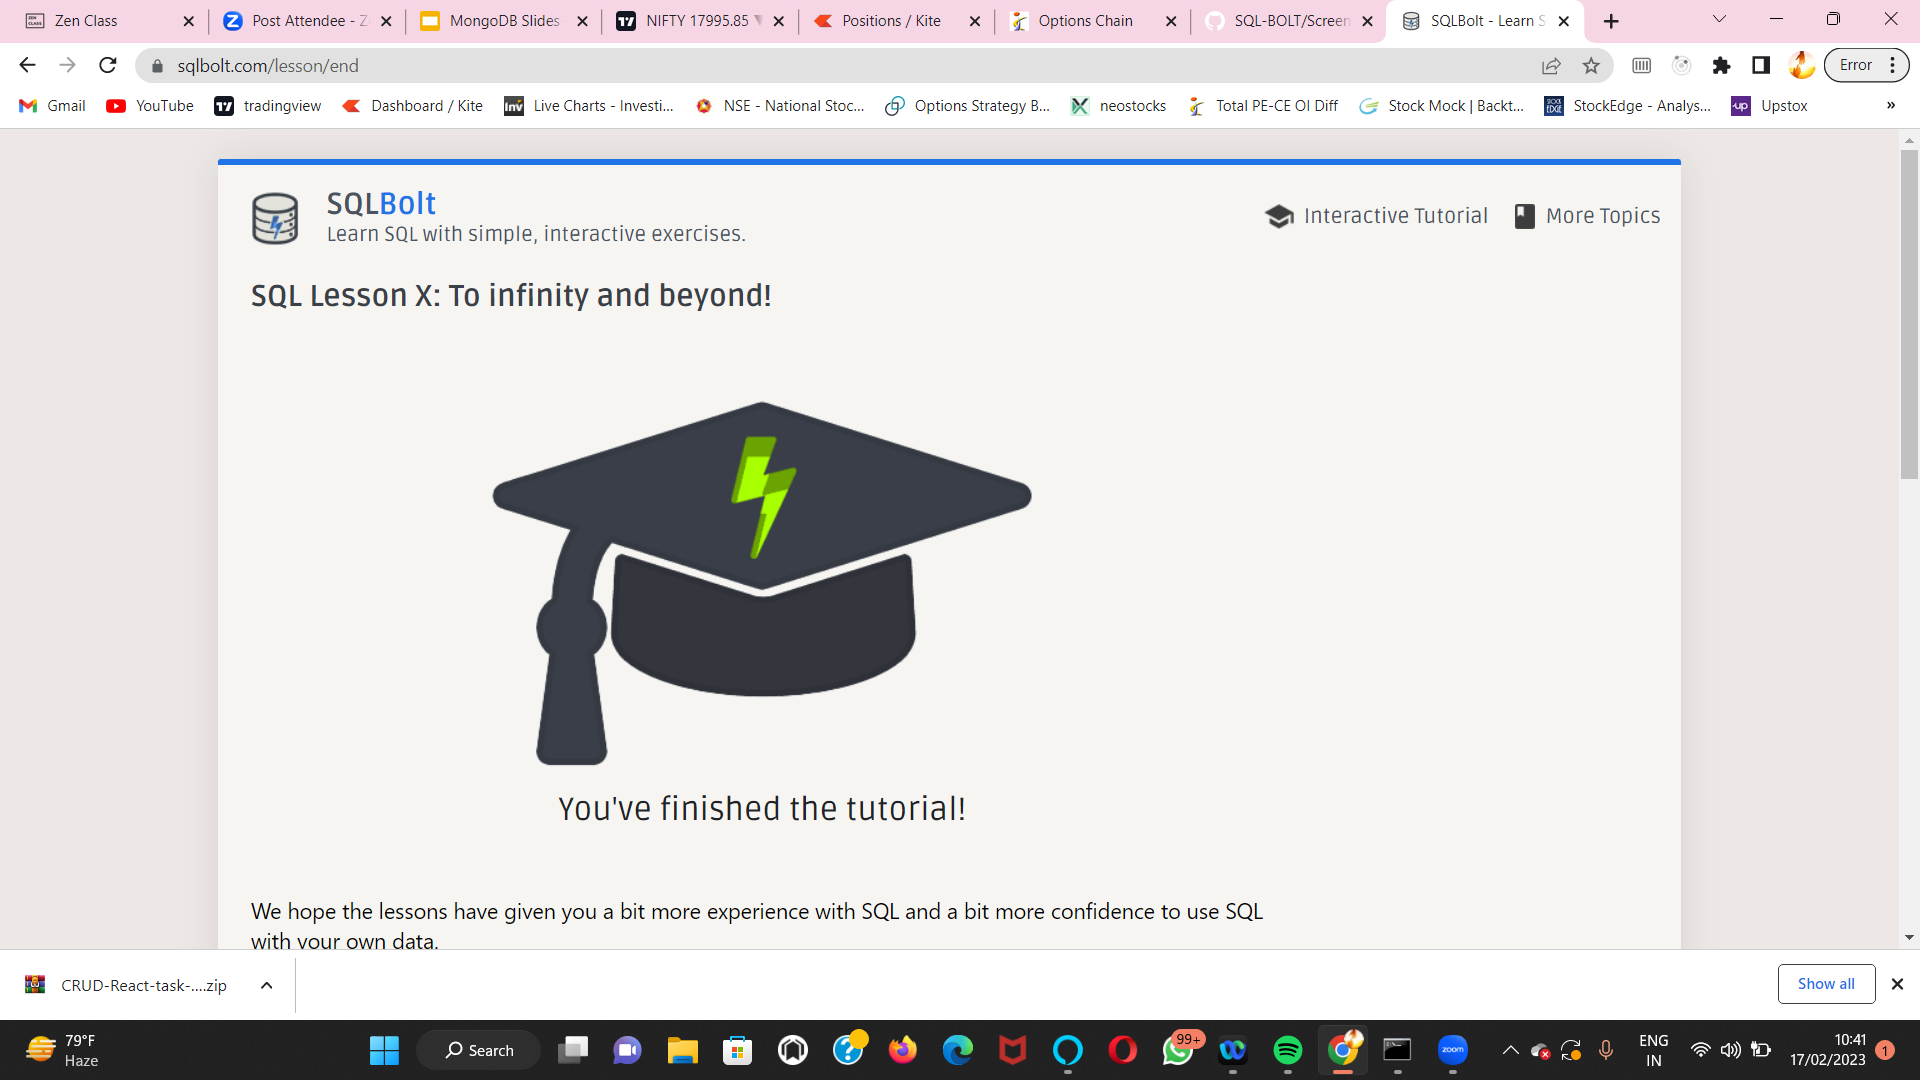 Zen Class
Post Attendee - Z
MongoDB Slides
NIFTY 17995.85
Positions / Kite
Options Chain
SQL-BOLT/Screen
SQLBolt - Learn S
sqlbolt.com/lesson/end
Error
Gmail
YouTube
tradingview
Dashboard / Kite
Live Charts - Investi...
NSE - National Stoc...
Options Strategy B...
neostocks
Total PE-CE OI Diff
Stock Mock | Backt...
StockEdge - Analys...
Upstox
»
SQLBolt
Learn SQL with simple, interactive exercises.
Interactive Tutorial
More Topics
SQL Lesson X: To infinity and beyond!
You've finished the tutorial!
We hope the lessons have given you a bit more experience with SQL and a bit more confidence to use SQL
with your own data.
CRUD-React-task-....zip
Show all
79°F
Haze
Search
99+
zoom
ENG
IN
10:41
17/02/2023
1